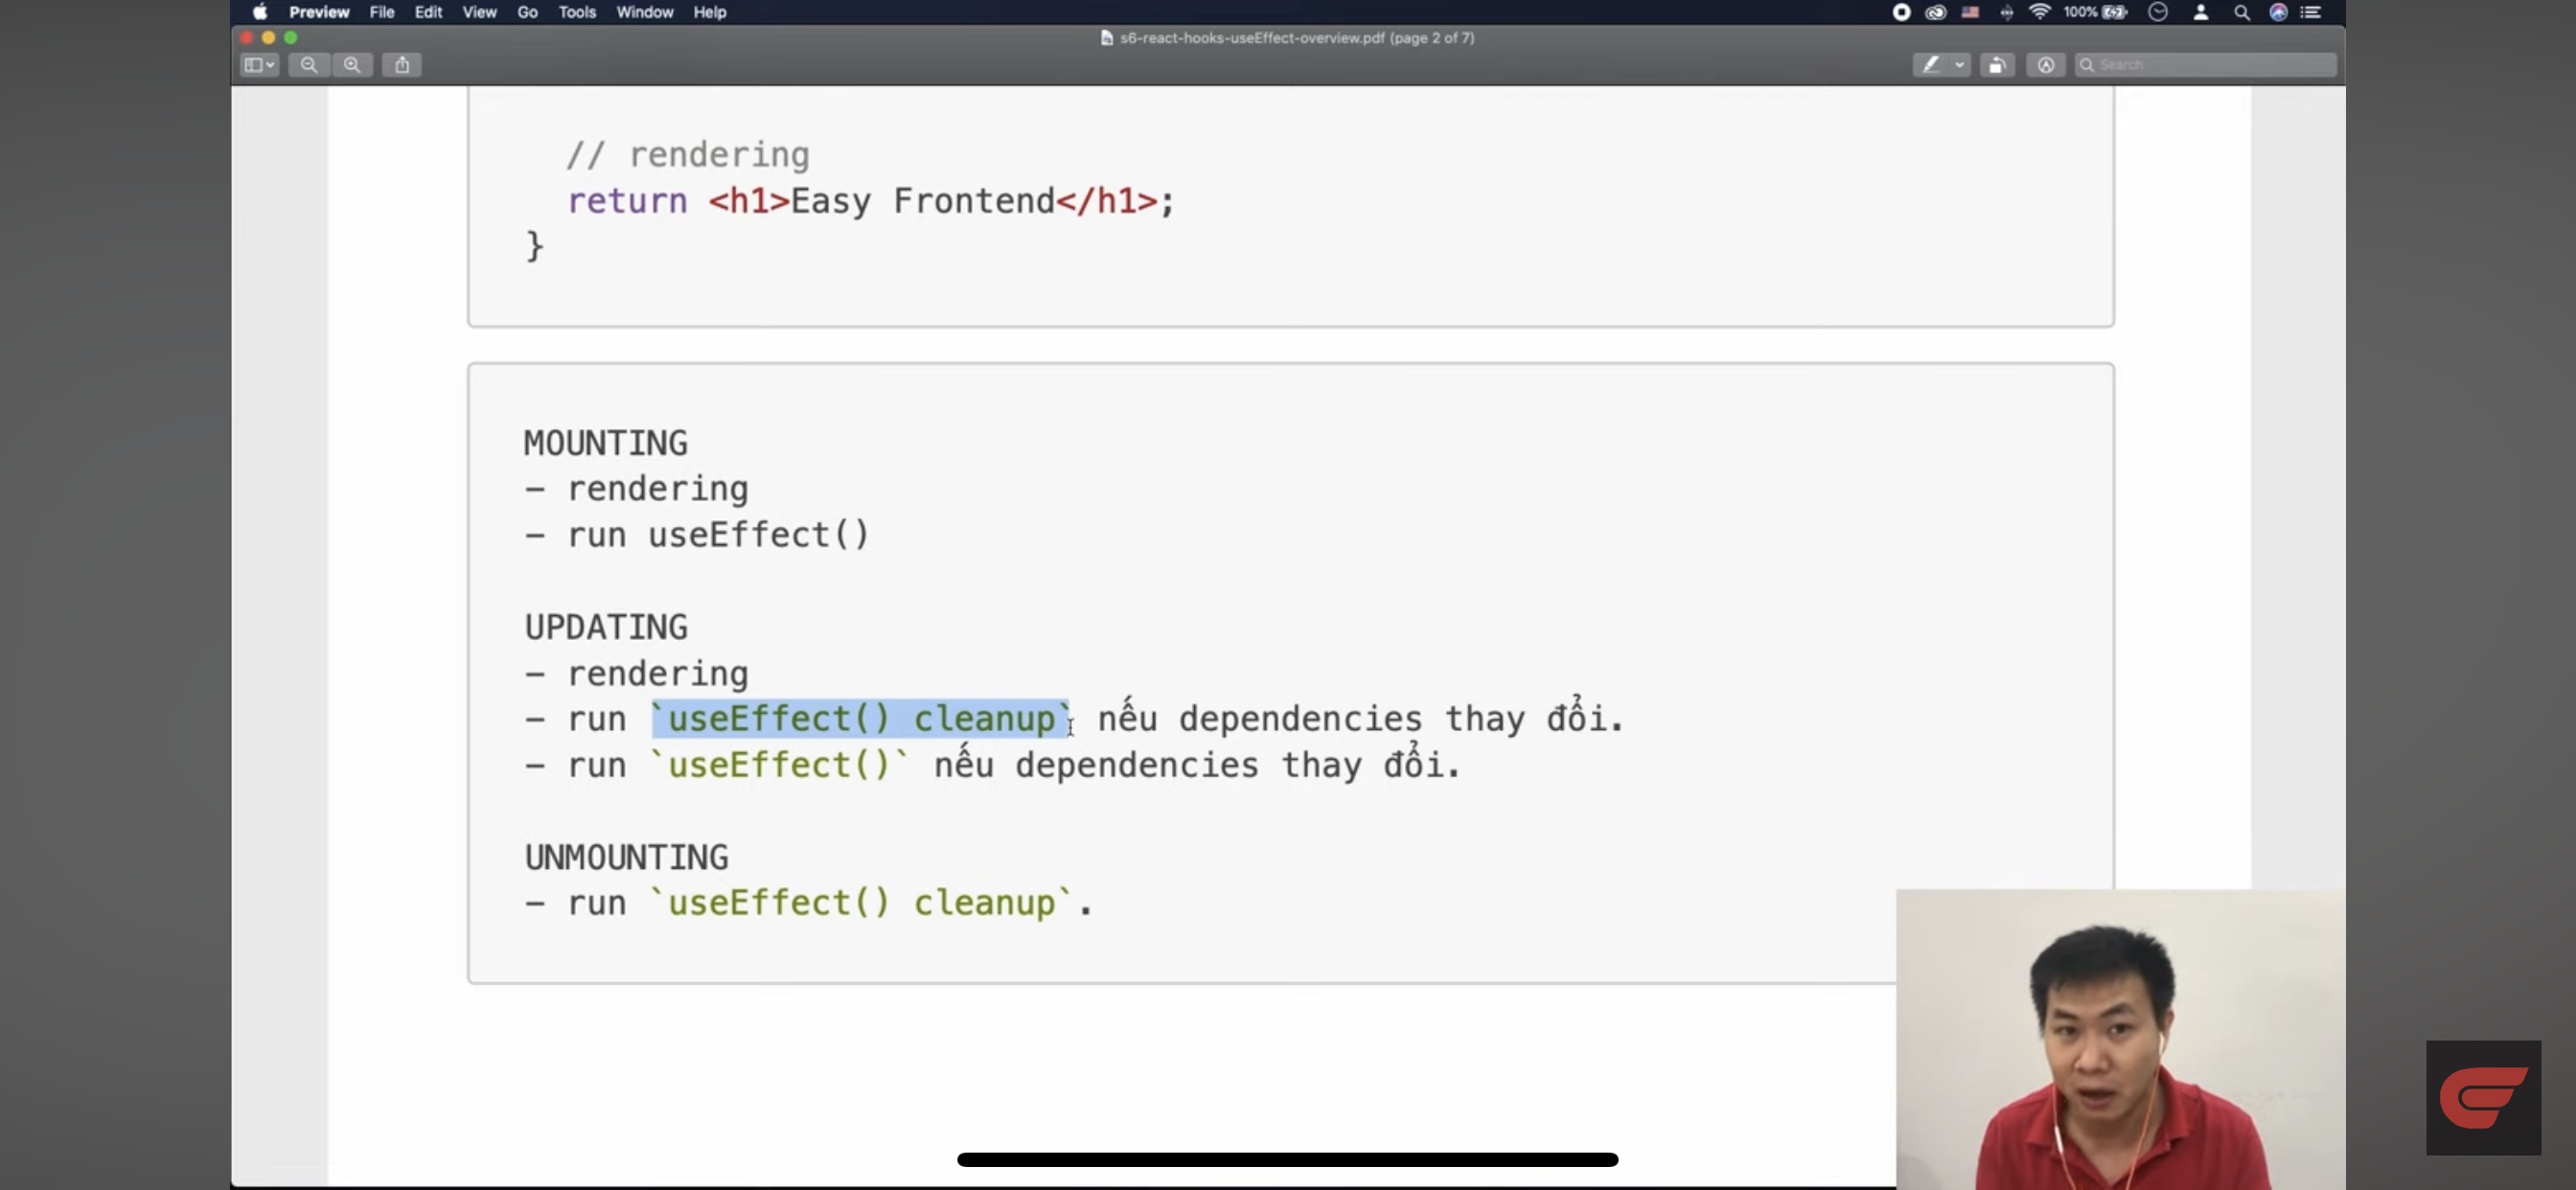 Preview File Edit View Go Tools Window Help
100%
s6-react-hooks-useEffect-overview.pdf (page 2 of 7)
Search
// rendering
return <h1>Easy Frontend</h1>;
}
MOUNTING
– rendering
– run useEffect()
UPDATING
– rendering
– run `useEffect() cleanup` nếu dependencies thay đổi.
– run `useEffect()` nếu dependencies thay đổi.
UNMOUNTING
– run `useEffect() cleanup`.